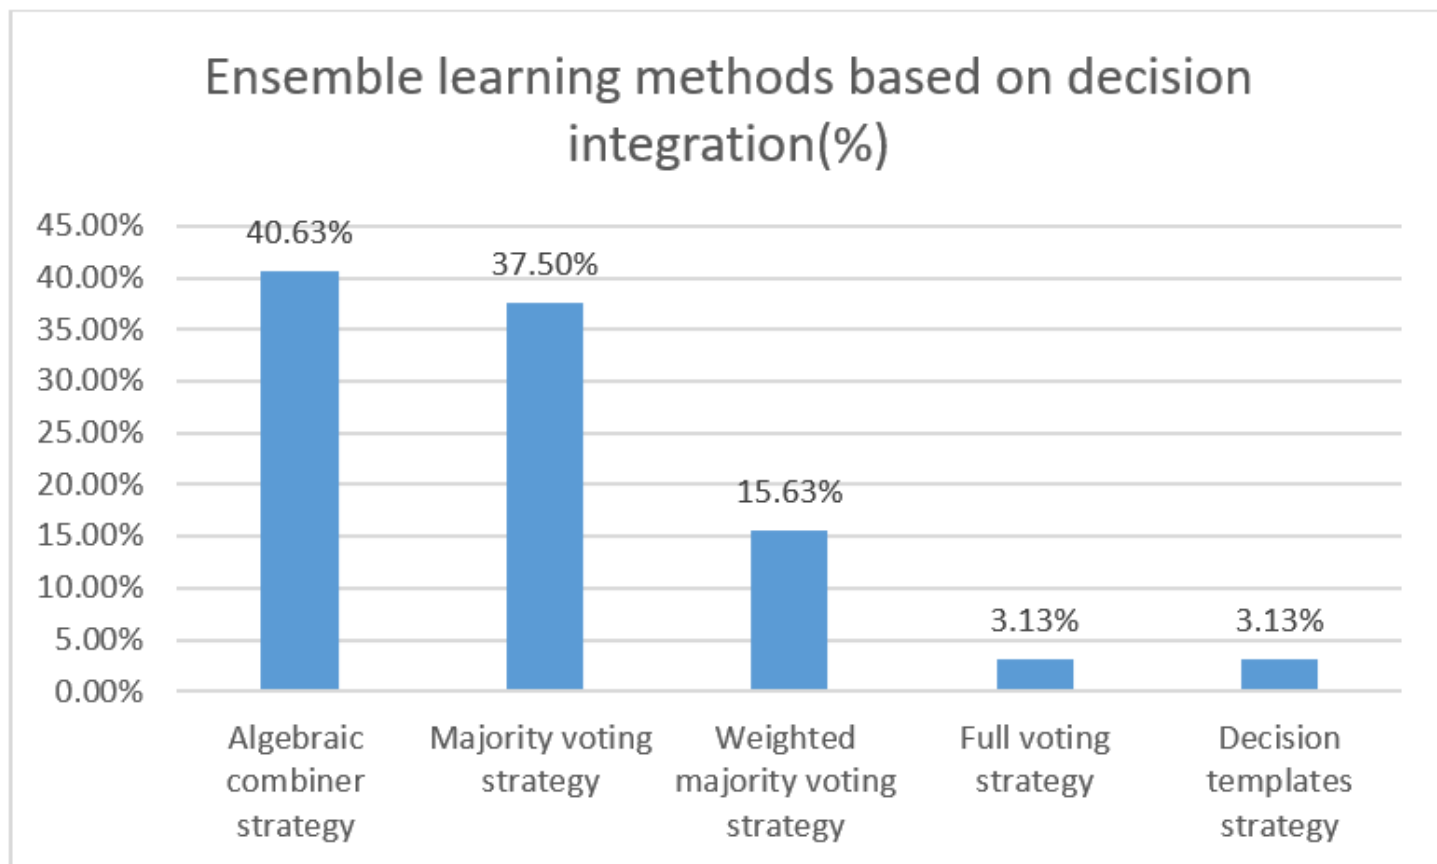 Ensemble learning methods based on decision
integration(%)
45.00%
40.00%
35.00%
30.00%
25.00%
20.00%
15.00%
10.00%
5.00%
0.00%
40.63%
37.50%
15.63%
3.13%
3.13%
Algebraic
combiner
strategy
Majority voting
strategy
Weighted
majority voting
strategy
Full voting
strategy
Decision
templates
strategy